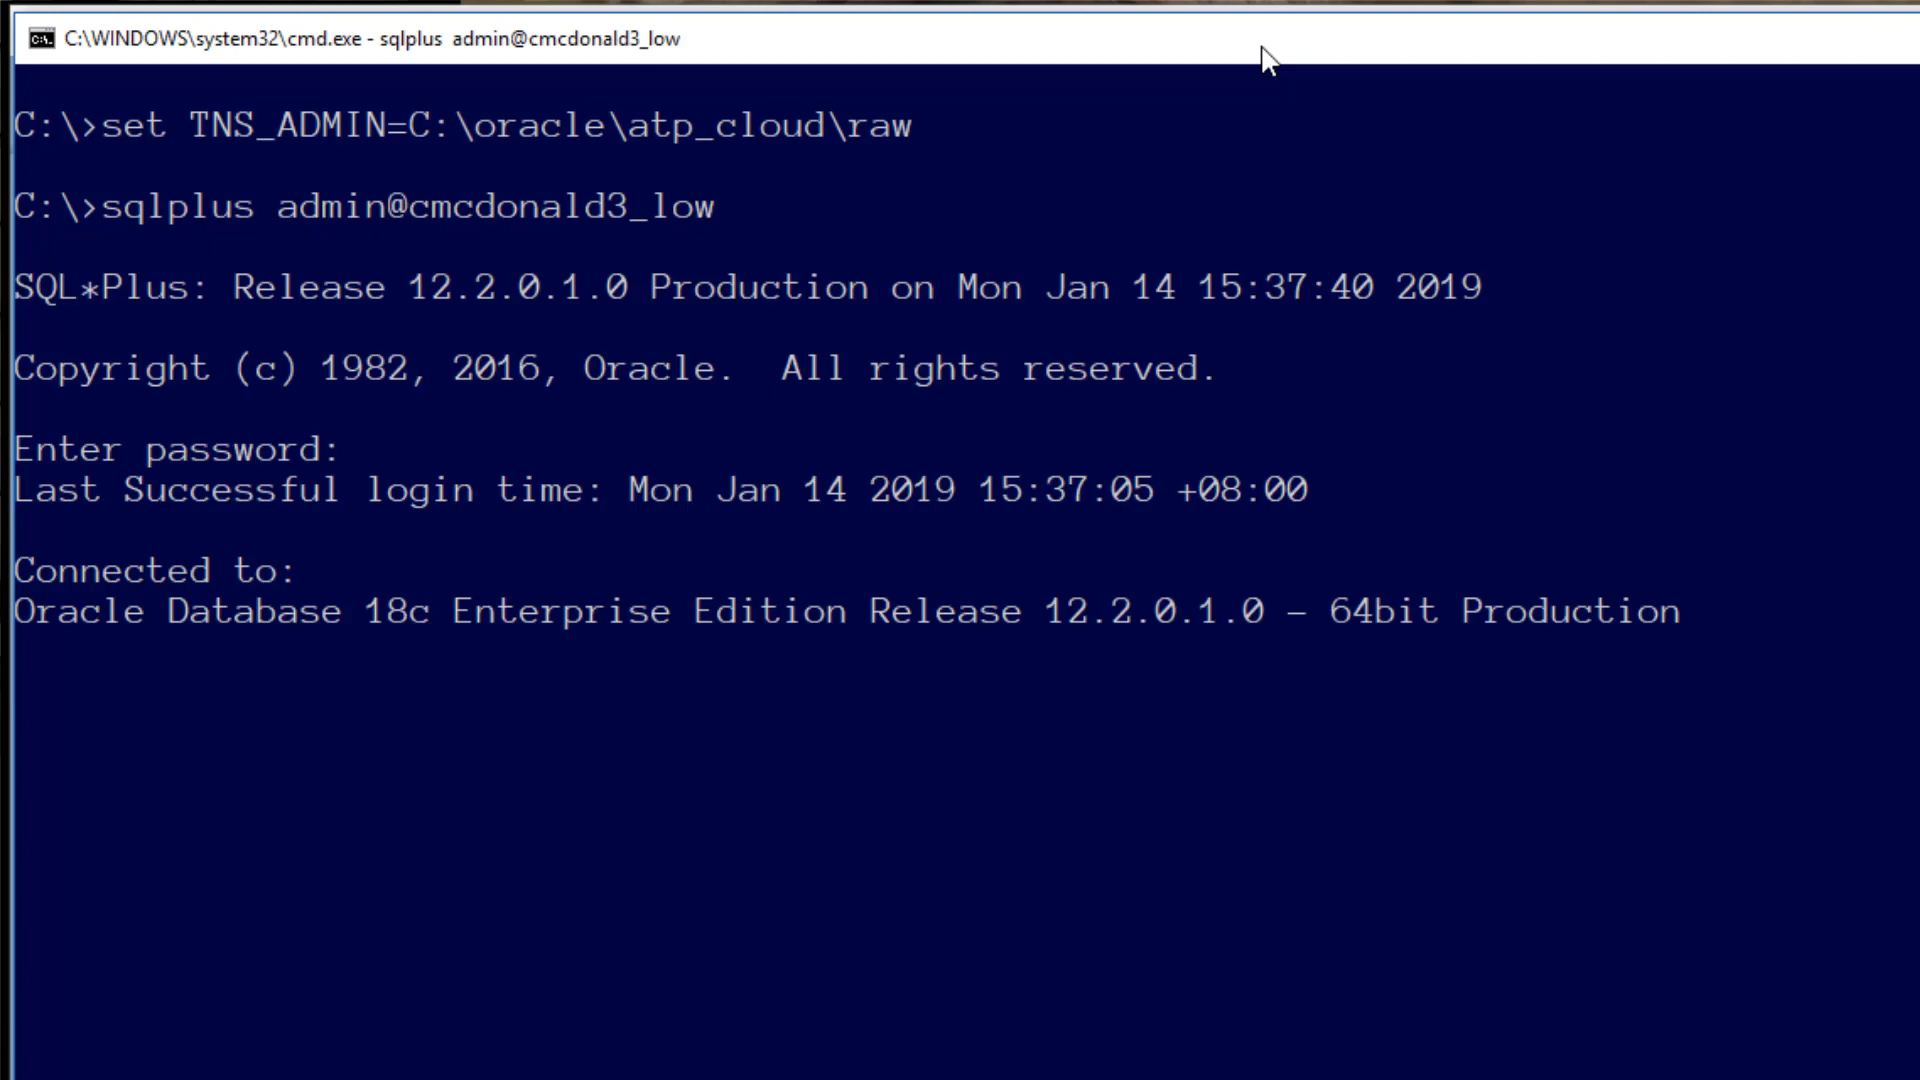 C:\WINDOWS\system32\cmd.exe - sqlplus  admin@cmcdonald3_low
C:\>set TNS_ADMIN=C:\oracle\atp_cloud\raw
C:\>sqlplus admin@cmcdonald3_low
SQL*Plus: Release 12.2.0.1.0 Production on Mon Jan 14 15:37:40 2019
Copyright (c) 1982, 2016, Oracle.  All rights reserved.
Enter password:
Last Successful login time: Mon Jan 14 2019 15:37:05 +08:00
Connected to:
Oracle Database 18c Enterprise Edition Release 12.2.0.1.0 - 64bit Production